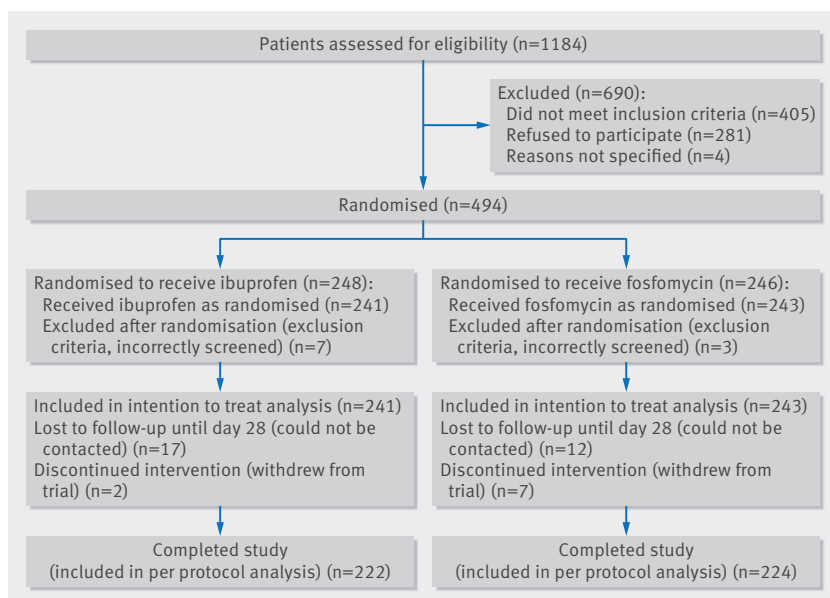 Patients assessed for eligibility (n=1184)
Excluded (n=690):
Did not meet inclusion criteria (n=405)
Refused to participate (n=281)
Reasons not specified (n=4)
Randomised (n=494)
Randomised to receive ibuprofen (n=248):
Received ibuprofen as randomised (n=241)
Excluded after randomisation (exclusion
criteria, incorrectly screened) (n=7)
Randomised to receive fosfomycin (n=246):
Received fosfomycin as randomised (n=243)
Excluded after randomisation (exclusion
criteria, incorrectly screened) (n=3)
Included in intention to treat analysis (n=241)
Lost to follow-up until day 28 (could not be
contacted) (n=17)
Discontinued intervention (withdrew from
trial) (n=2)
Included in intention to treat analysis (n=243)
Lost to follow-up until day 28 (could not be
contacted) (n=12)
Discontinued intervention (withdrew from
trial) (n=7)
Completed study
(included in per protocol analysis) (n=222)
Completed study
(included in per protocol analysis) (n=224)